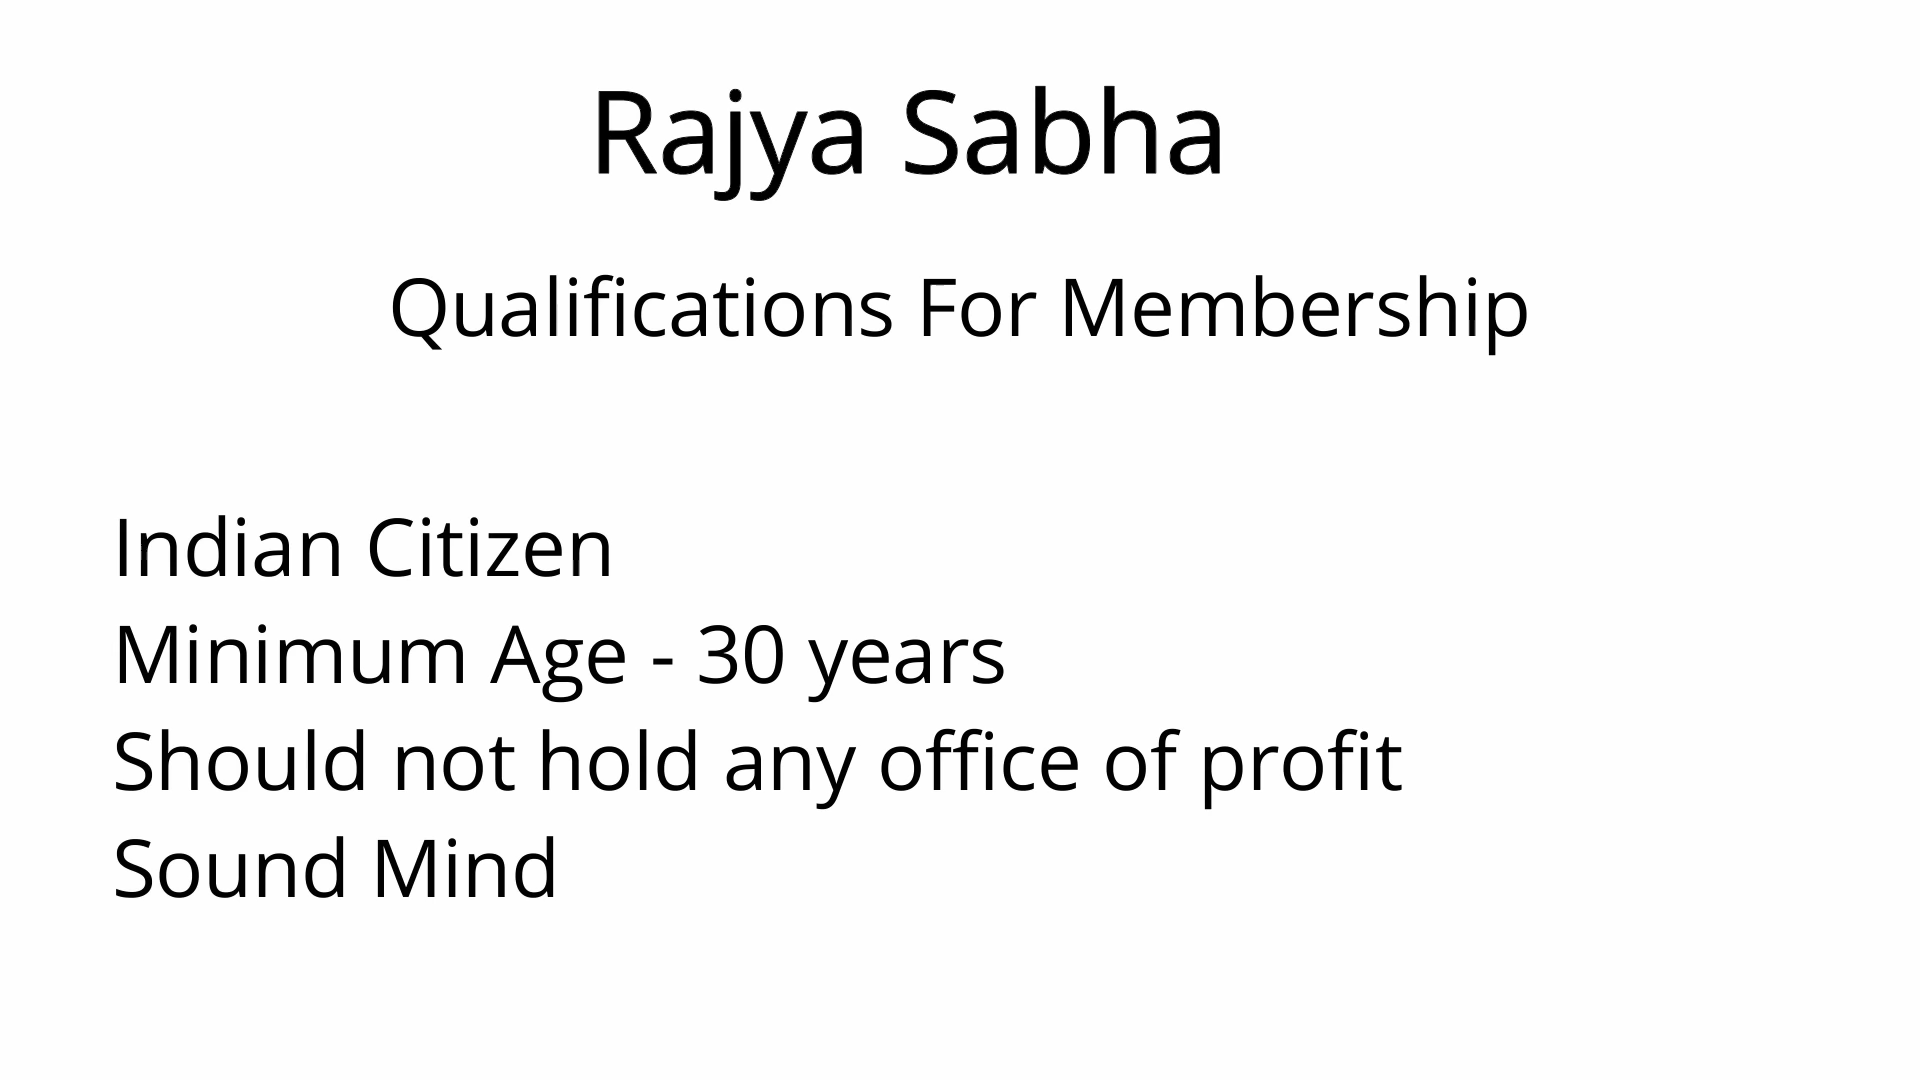 Rajya Sabha
Qualifications For Membership
Indian Citizen
Minimum Age - 30 years
Should not hold any office of profit
Sound Mind